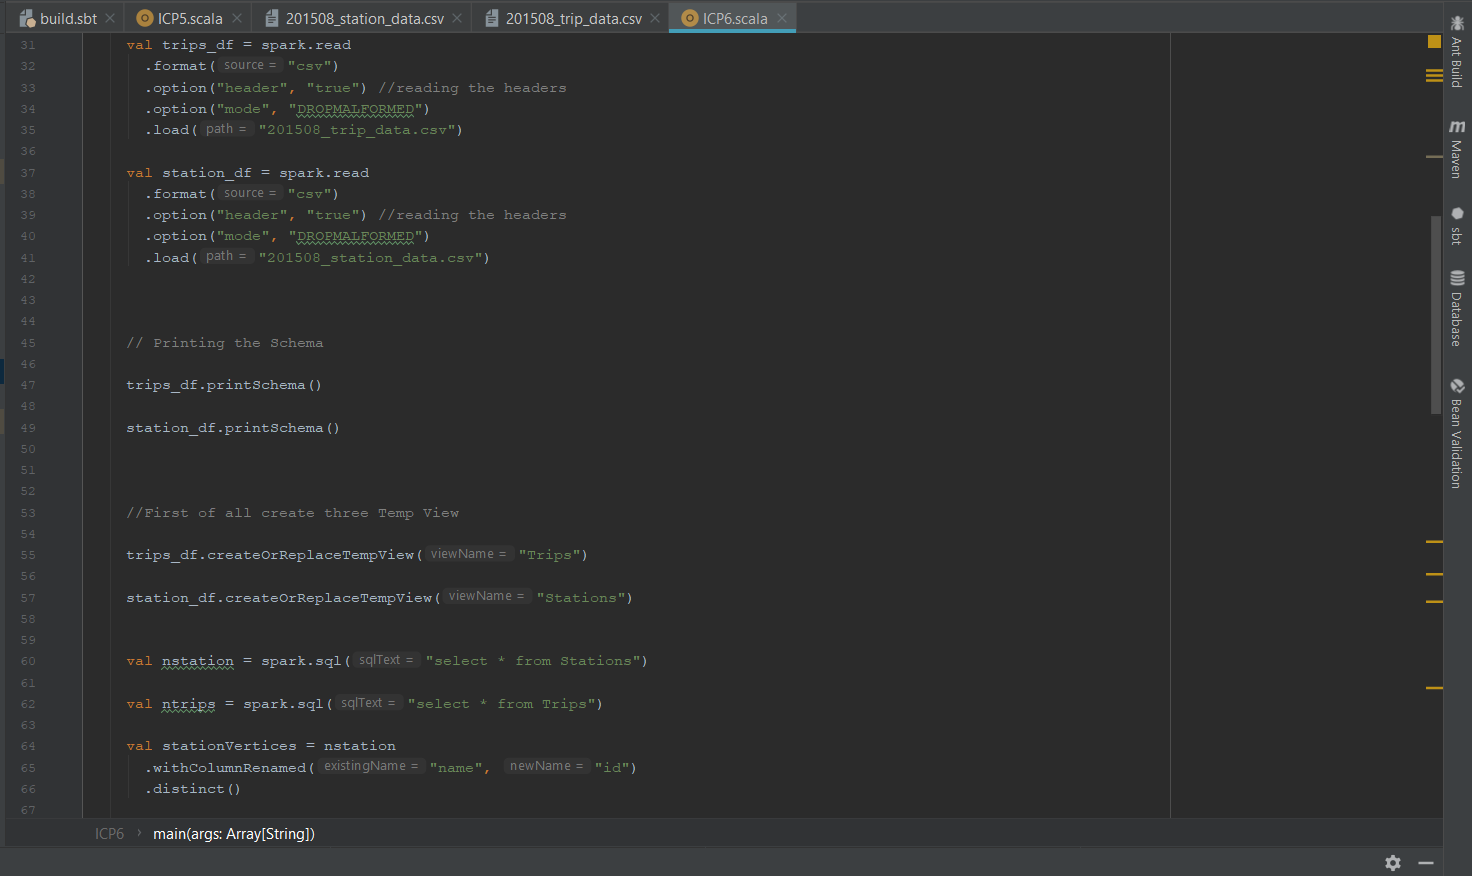 build.sbt ICP5.scala 201508_station_data.csv 201508_trip_data.csv ICP6.scala
31 val trips_df = spark.read
32 .format( source = "csv")
33 .option("header", "true") //reading the headers
34 .option("mode", "DROPMALFORMED")
35 .load( path = "201508_trip_data.csv")
36
37 val station_df = spark.read
38 .format( source = "csv")
39 .option("header", "true") //reading the headers
40 .option("mode", "DROPMALFORMED")
41 .load( path = "201508_station_data.csv")
42
43
44
45 // Printing the Schema
46
47 trips_df.printSchema()
48
49 station_df.printSchema()
50
51
52
53 //First of all create three Temp View
54
55 trips_df.createOrReplaceTempView( viewName = "Trips")
56
57 station_df.createOrReplaceTempView( viewName = "Stations")
58
59
60 val nstation = spark.sql( sqlText = "select * from Stations")
61
62 val ntrips = spark.sql( sqlText = "select * from Trips")
63
64 val stationVertices = nstation
65 .withColumnRenamed( existingName = "name", newName = "id")
66 .distinct()
67
ICP6 › main(args: Array[String])
Ant Build
m Maven
sbt
Database
Bean Validation